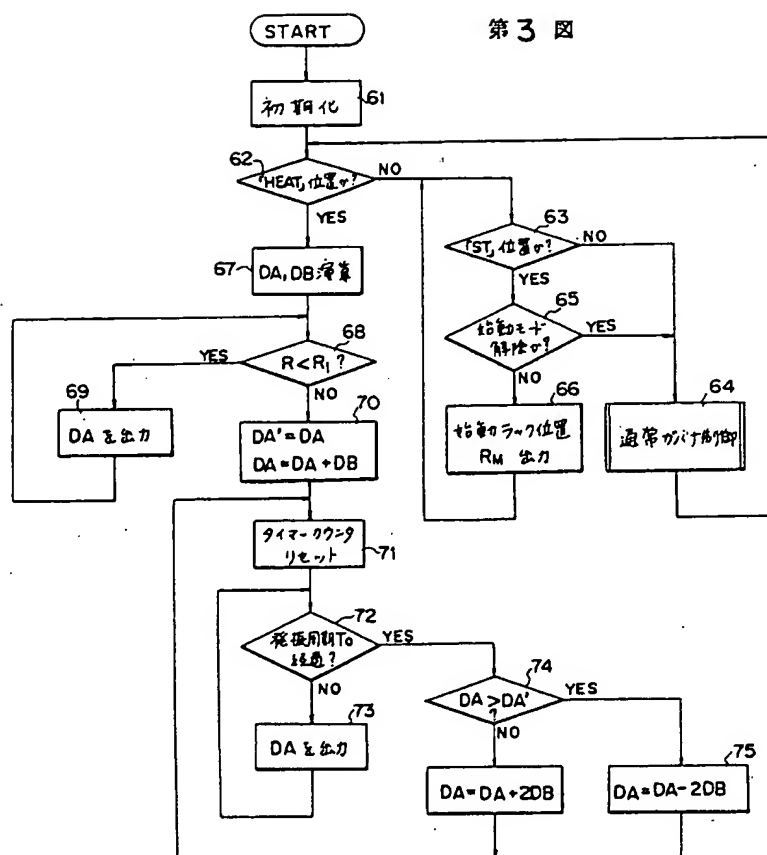 第3図
START
初期化
61
62
「HEAT」位置か?
NO
YES
63
「ST」位置か?
NO
YES
67
DA, DB 演算
65
始動モード
解除か?
YES
NO
68
R<R₁ ?
YES
NO
69
DAを出力
66
始動ラック位置
RM 出力
64
通常ガバナ制御
70
DA'=DA
DA=DA+DB
タイマーカウンタ
リセット
71
72
発振周期To
経過?
YES
NO
74
DA>DA'
?
YES
NO
73
DAを出力
DA=DA+2DB
75
DA=DA-2DB